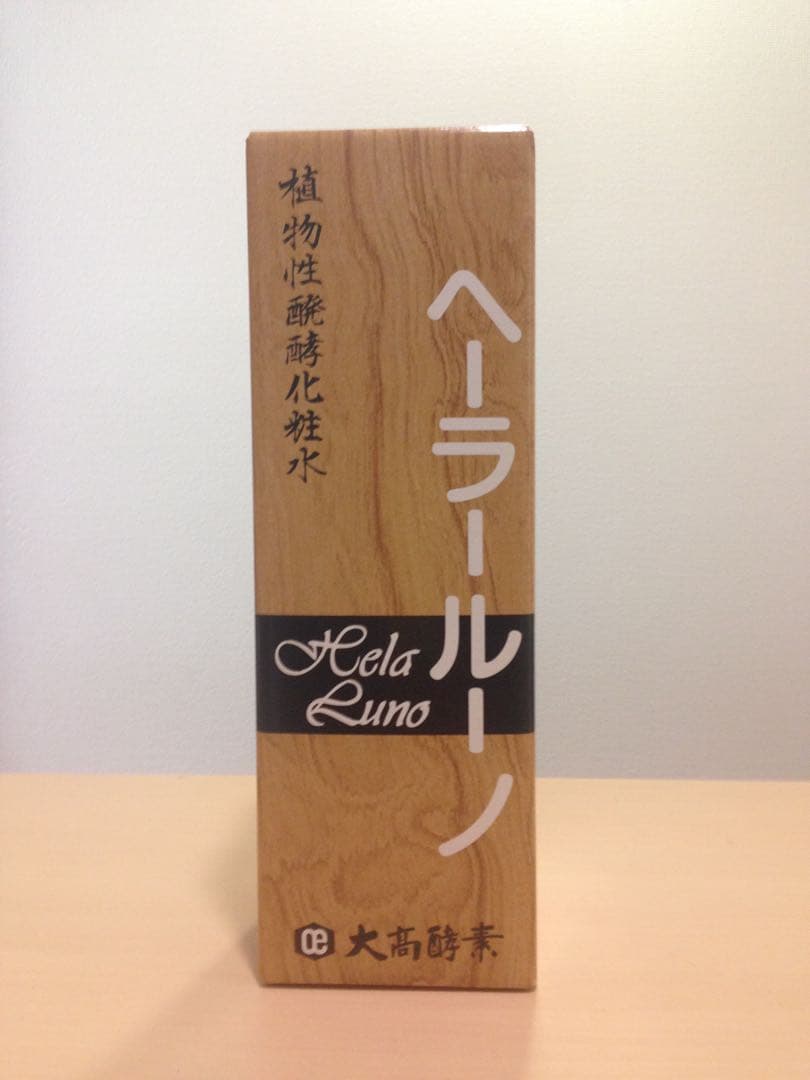 ヘーラールーノ
植物性醗酵化粧水
Hela
Luno
大髙酵素